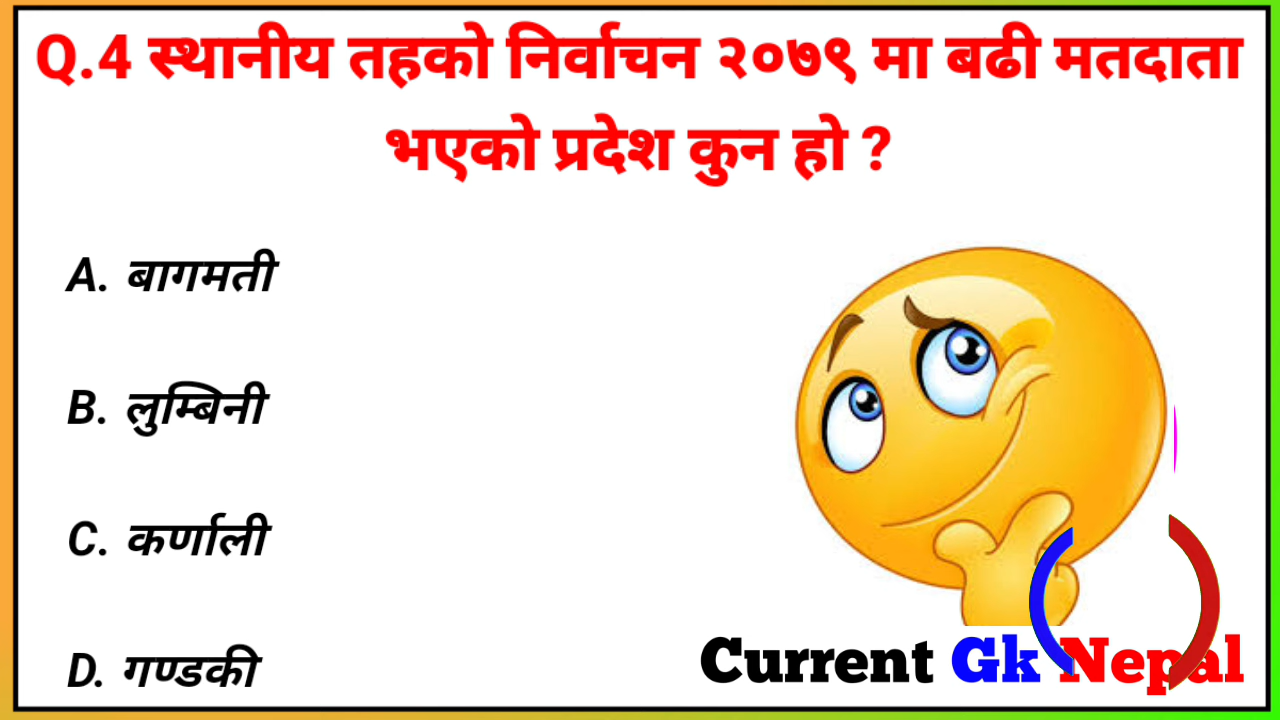 Q.4 स्थानीय तहको निर्वाचन २०७९ मा बढी मतदाता
भएको प्रदेश कुन हो ?
A. बागमती
B. लुम्बिनी
C. कर्णाली
D. गण्डकी
Current Gk Nepal